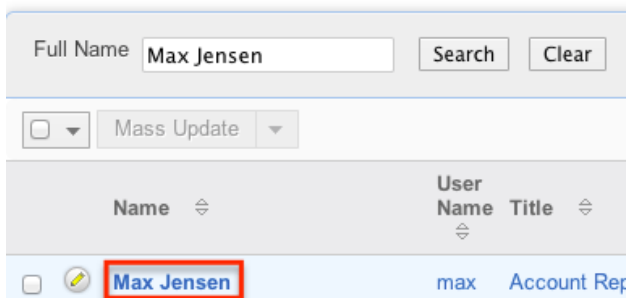 Full Name Max Jensen Search Clear
Mass Update
Name User Name Title
Max Jensen max Account Rep